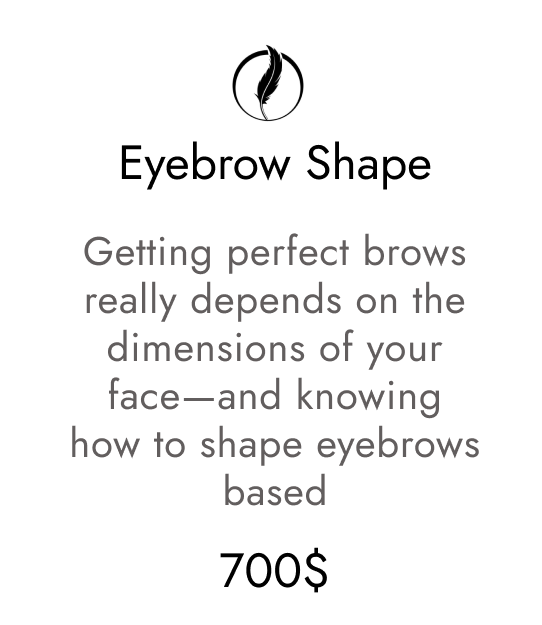 Eyebrow Shape
Getting perfect brows
really depends on the
dimensions of your
face—and knowing
how to shape eyebrows
based
700$